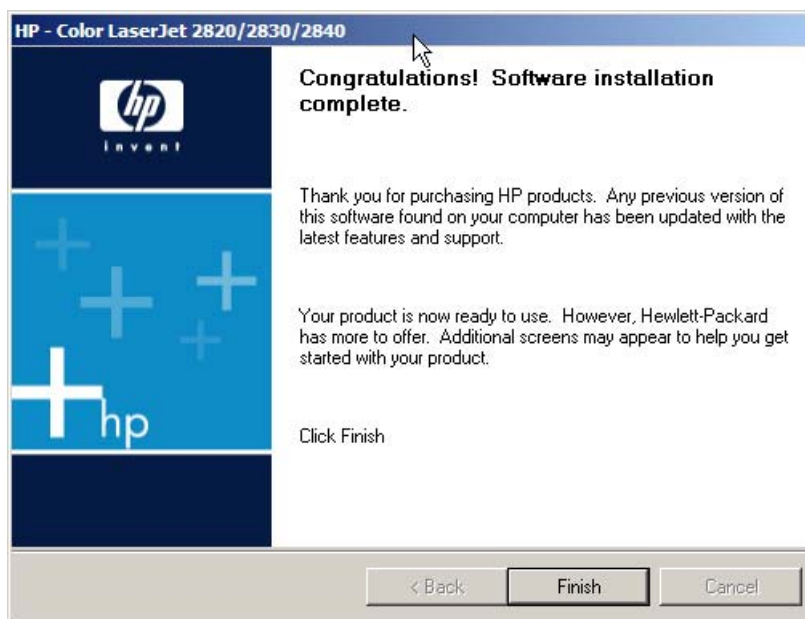 HP - Color LaserJet 2820/2830/2840
hp
invent
Congratulations! Software installation
complete.
Thank you for purchasing HP products. Any previous version of
this software found on your computer has been updated with the
latest features and support.
Your product is now ready to use. However, Hewlett-Packard
has more to offer. Additional screens may appear to help you get
started with your product.
hp
Click Finish
< Back
Finish
Cancel